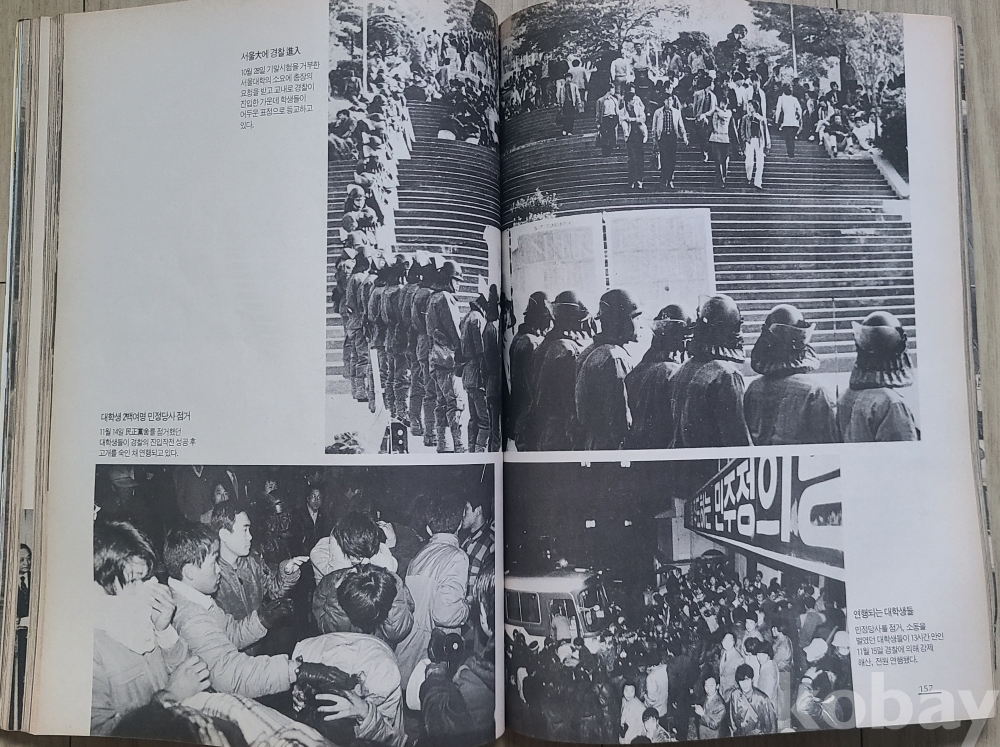 서울大에 경찰 進入
10월 28일 기말시험을 거부한
서울대학의 소요에 총장의
요청을 받고 교내로 경찰이
진입한 가운데 학생들이
어두운 표정으로 등교하고
있다.
대학생 2백여명 민정당사 점거
11월 14일 民正黨舍를 점거했던
대학생들이 경찰의 진입작전 성공 후
고개를 숙인 채 연행되고 있다.
하는 민주정의
연행되는 대학생들
민정당사를 점거, 소동을
벌였던 대학생들이 13시간 만인
11월 15일 경찰에 의해 강제
해산, 전원 연행됐다.
157
kobay